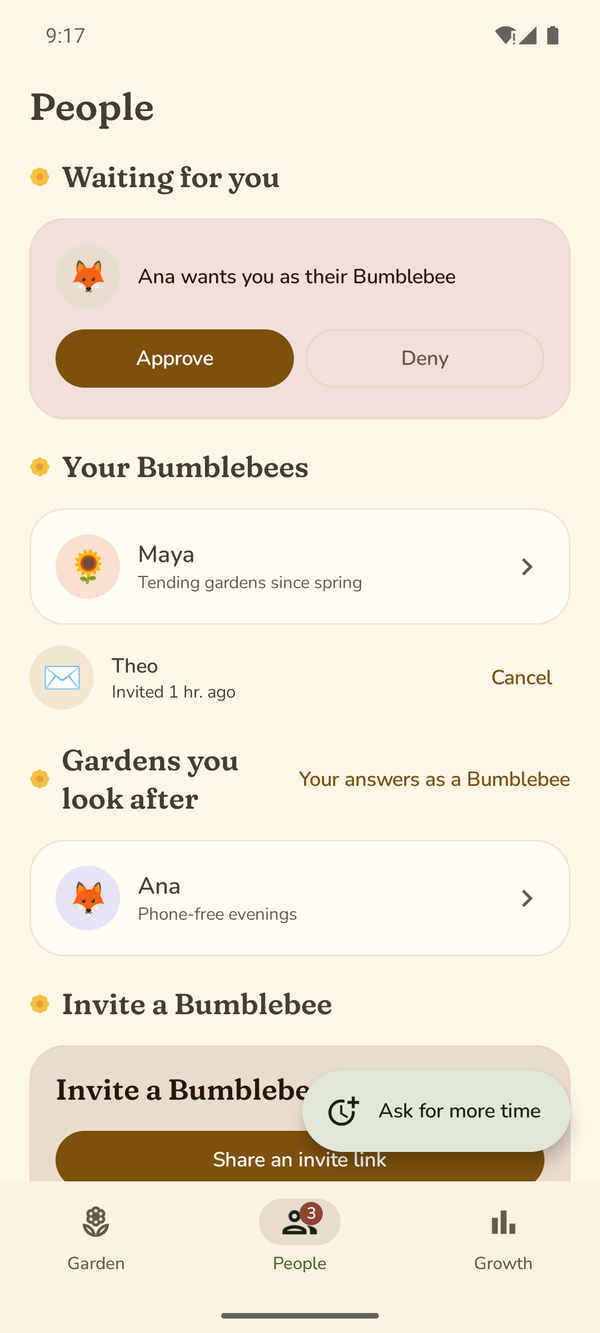 9:17
People
Waiting for you
Ana wants you as their Bumblebee
Approve
Deny
Your Bumblebees
Maya
Tending gardens since spring
Theo
Invited 1 hr. ago
Cancel
Gardens you
look after
Your answers as a Bumblebee
Ana
Phone-free evenings
Invite a Bumblebee
Invite a Bumblebe
Ask for more time
Share an invite link
3
Garden
People
Growth